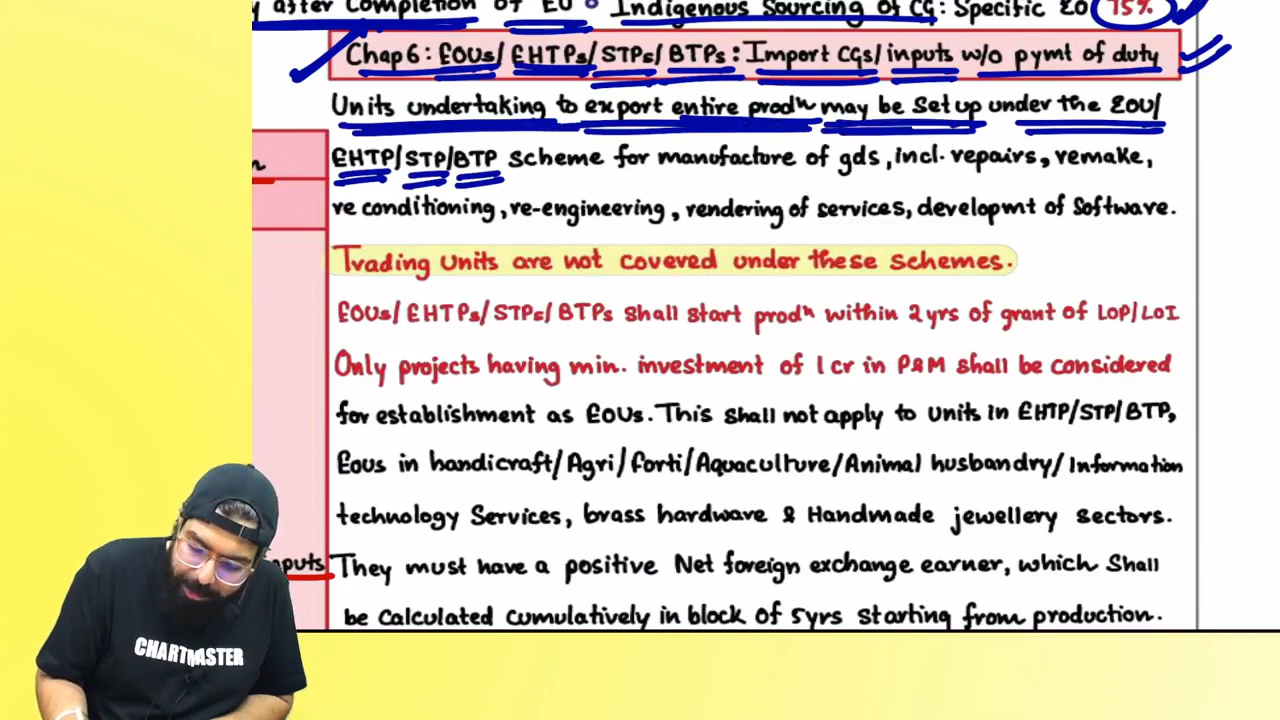 after completion of EO Indigenous Sourcing of CG: Specific EO 75%
Chap 6: EOUs/ EHTPs/ STPs/ BTPs: Import CGs/ inputs w/o pymt of duty
Units undertaking to export entire prodn may be set up under the EOU/
EHTP/STP/BTP scheme for manufacture of gds, incl. repairs, remake,
re conditioning, re-engineering, rendering of services, developmt of Software.
Trading Units are not covered under these schemes.
EOUs/ EHTPs/ STPs/ BTPs shall start prodn within 2 yrs of grant of LOP/LOI
Only projects having min. investment of 1 cr in P&M shall be considered
for establishment as EOUs. This shall not apply to units in EHTP/STP/BTP,
EOUs in handicraft/Agri/Forti/Aquaculture/Animal husbandry/Information
technology Services, brass hardware & Handmade jewellery sectors.
They must have a positive Net foreign exchange earner, which shall
be calculated cumulatively in block of 5yrs starting from production.
CHARTMASTER